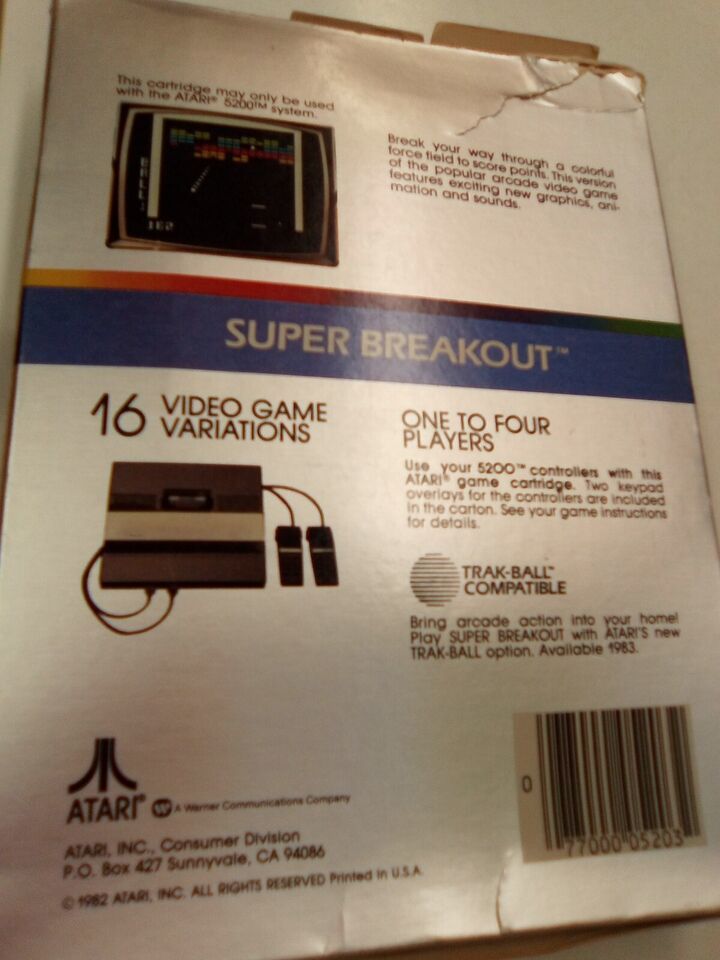 This cartridge may only be used
with the ATARI® 5200™ system.
BALL 1
162
Break your way through a colorful
force field to score points. This version
of the popular arcade video game
features exciting new graphics, ani-
mation and sounds.
SUPER BREAKOUT™
16 VIDEO GAME
VARIATIONS
ONE TO FOUR
PLAYERS
Use your 5200™ controllers with this
ATARI® game cartridge. Two keypad
overlays for the controllers are included
in the carton. See your game instructions
for details.
TRAK-BALL™
COMPATIBLE
Bring arcade action into your home!
Play SUPER BREAKOUT with ATARI'S new
TRAK-BALL option. Available 1983.
ATARI® A Warner Communications Company
ATARI, INC., Consumer Division
P.O. Box 427 Sunnyvale, CA 94086
© 1982 ATARI, INC. ALL RIGHTS RESERVED Printed in U.S.A.
0 77000 05203